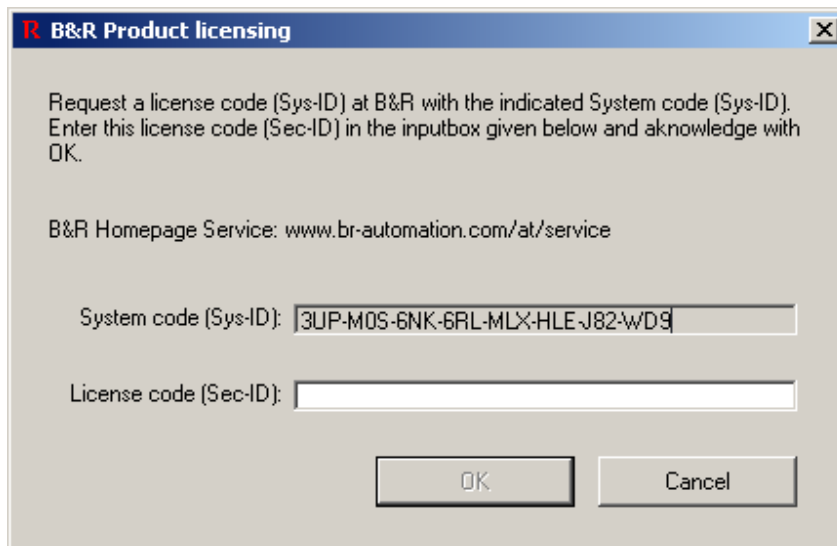 R B&R Product licensing
Request a license code (Sys-ID) at B&R with the indicated System code (Sys-ID).
Enter this license code (Sec-ID) in the inputbox given below and aknowledge with
OK.
B&R Homepage Service: www.br-automation.com/at/service
System code (Sys-ID): 3UP-M0S-6NK-6RL-MLX-HLE-J82-WD9
License code (Sec-ID):
OK Cancel